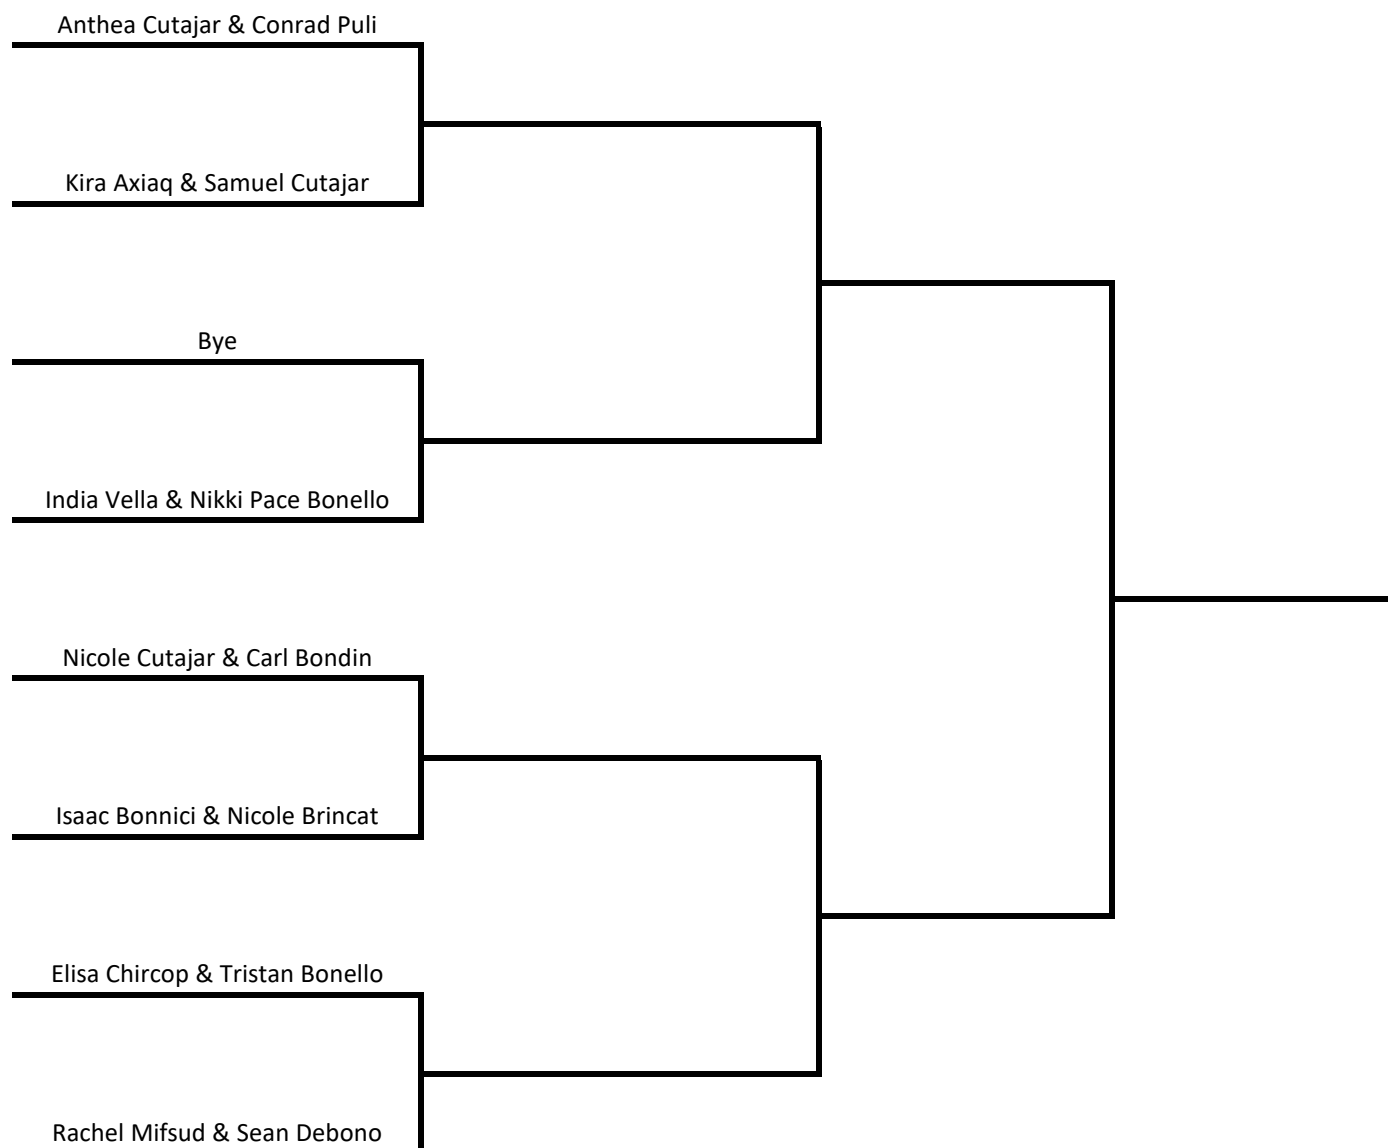 Anthea Cutajar & Conrad Puli
Kira Axiaq & Samuel Cutajar
Bye
India Vella & Nikki Pace Bonello
Nicole Cutajar & Carl Bondin
Isaac Bonnici & Nicole Brincat
Elisa Chircop & Tristan Bonello
Rachel Mifsud & Sean Debono